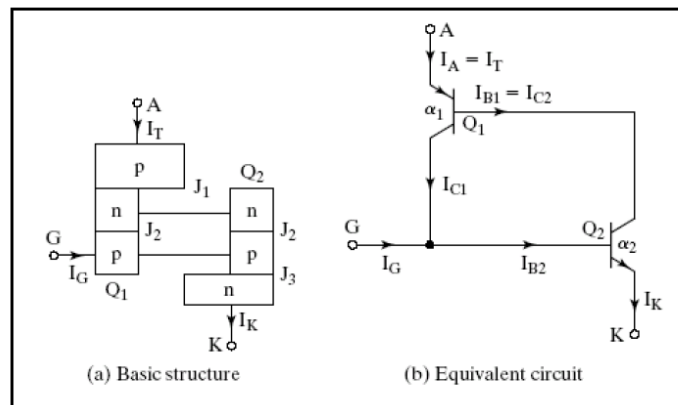 A
I_T
p
J_1
Q_2
n
n
J_2
J_2
G
p
p
I_G
J_3
Q_1
n
I_K
K
(a) Basic structure
A
I_A = I_T
I_B1 = I_C2
α_1
Q_1
I_C1
G
Q_2
α_2
I_G
I_B2
I_K
K
(b) Equivalent circuit